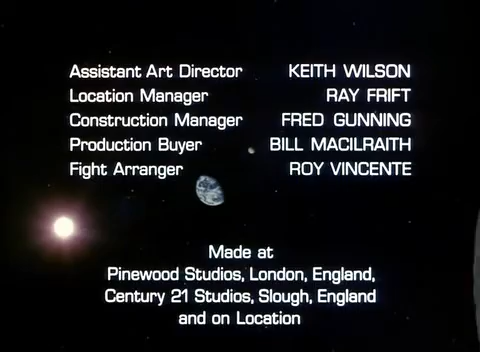 Assistant Art Director KEITH WILSON
Location Manager RAY FRIFT
Construction Manager FRED GUNNING
Production Buyer BILL MACILRAITH
Fight Arranger ROY VINCENTE
Made at
Pinewood Studios, London, England,
Century 21 Studios, Slough, England
and on Location